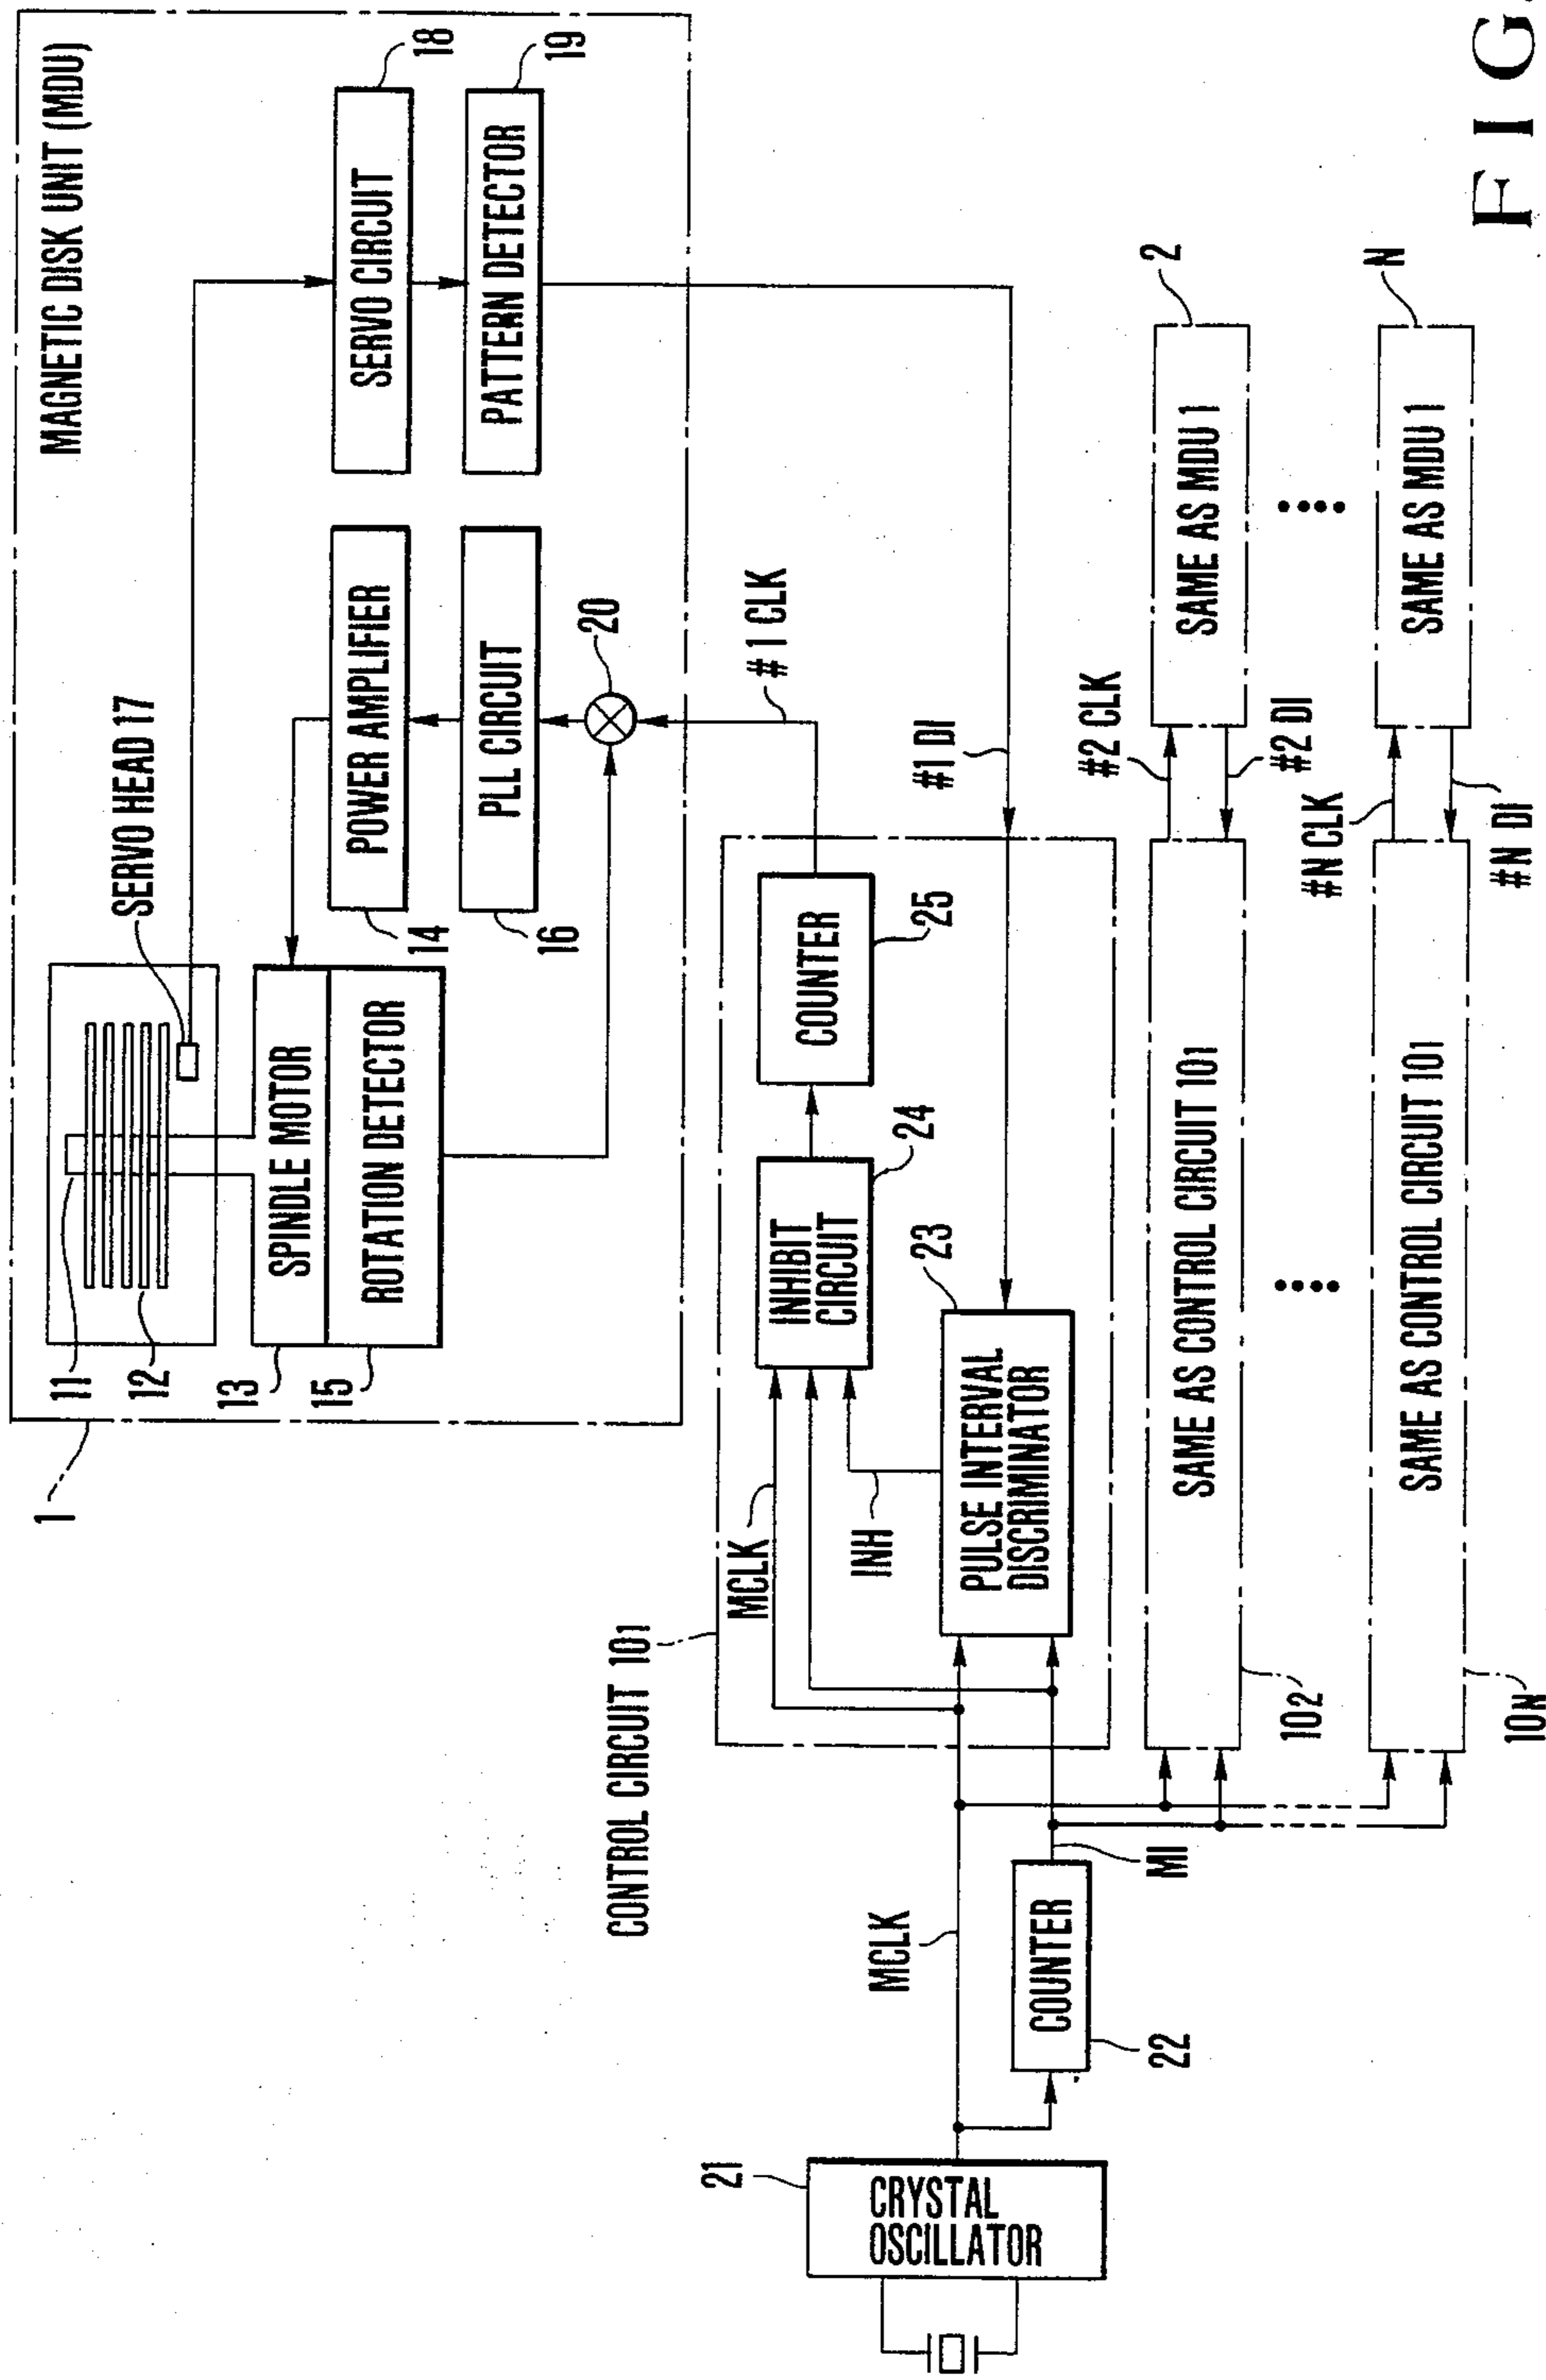 MAGNETIC DISK UNIT (MDU)
1
11
12
SERVO HEAD 17
SPINDLE MOTOR
13
ROTATION DETECTOR
15
POWER AMPLIFIER
14
PLL CIRCUIT
16
20
SERVO CIRCUIT
18
PATTERN DETECTOR
19
CONTROL CIRCUIT 101
MCLK
INH
INHIBIT
CIRCUIT
24
COUNTER
25
#1 CLK
PULSE INTERVAL
DISCRIMINATOR
23
#1 DI
21
CRYSTAL
OSCILLATOR
MCLK
COUNTER
22
MI
SAME AS CONTROL CIRCUIT 101
102
#2 CLK
#2 DI
SAME AS MDU 1
2
SAME AS CONTROL CIRCUIT 101
10N
#N CLK
#N DI
SAME AS MDU 1
N
FIG.